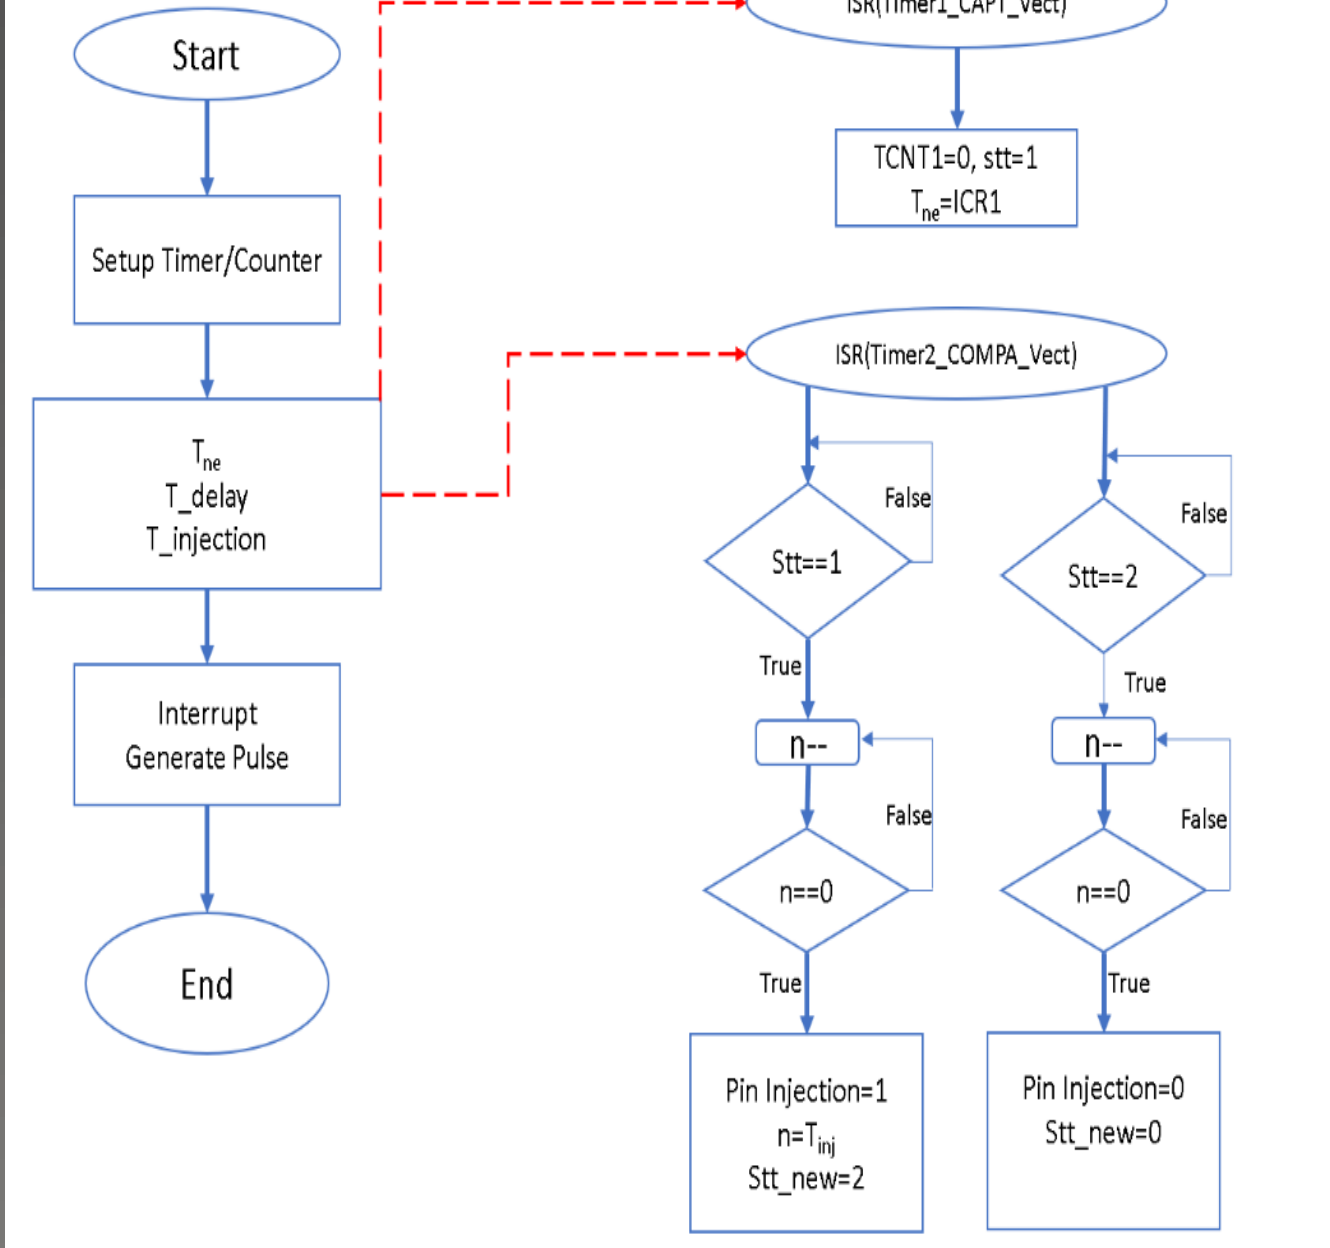 Start
Setup Timer/Counter
Tne
T_delay
T_injection
Interrupt
Generate Pulse
End
ISR(Timer1_CAPT_Vect)
TCNT1=0, stt=1
Tne=ICR1
ISR(Timer2_COMPA_Vect)
False
Stt==1
True
n--
False
n==0
True
Pin Injection=1
n=Tinj
Stt_new=2
False
Stt==2
True
n--
False
n==0
True
Pin Injection=0
Stt_new=0